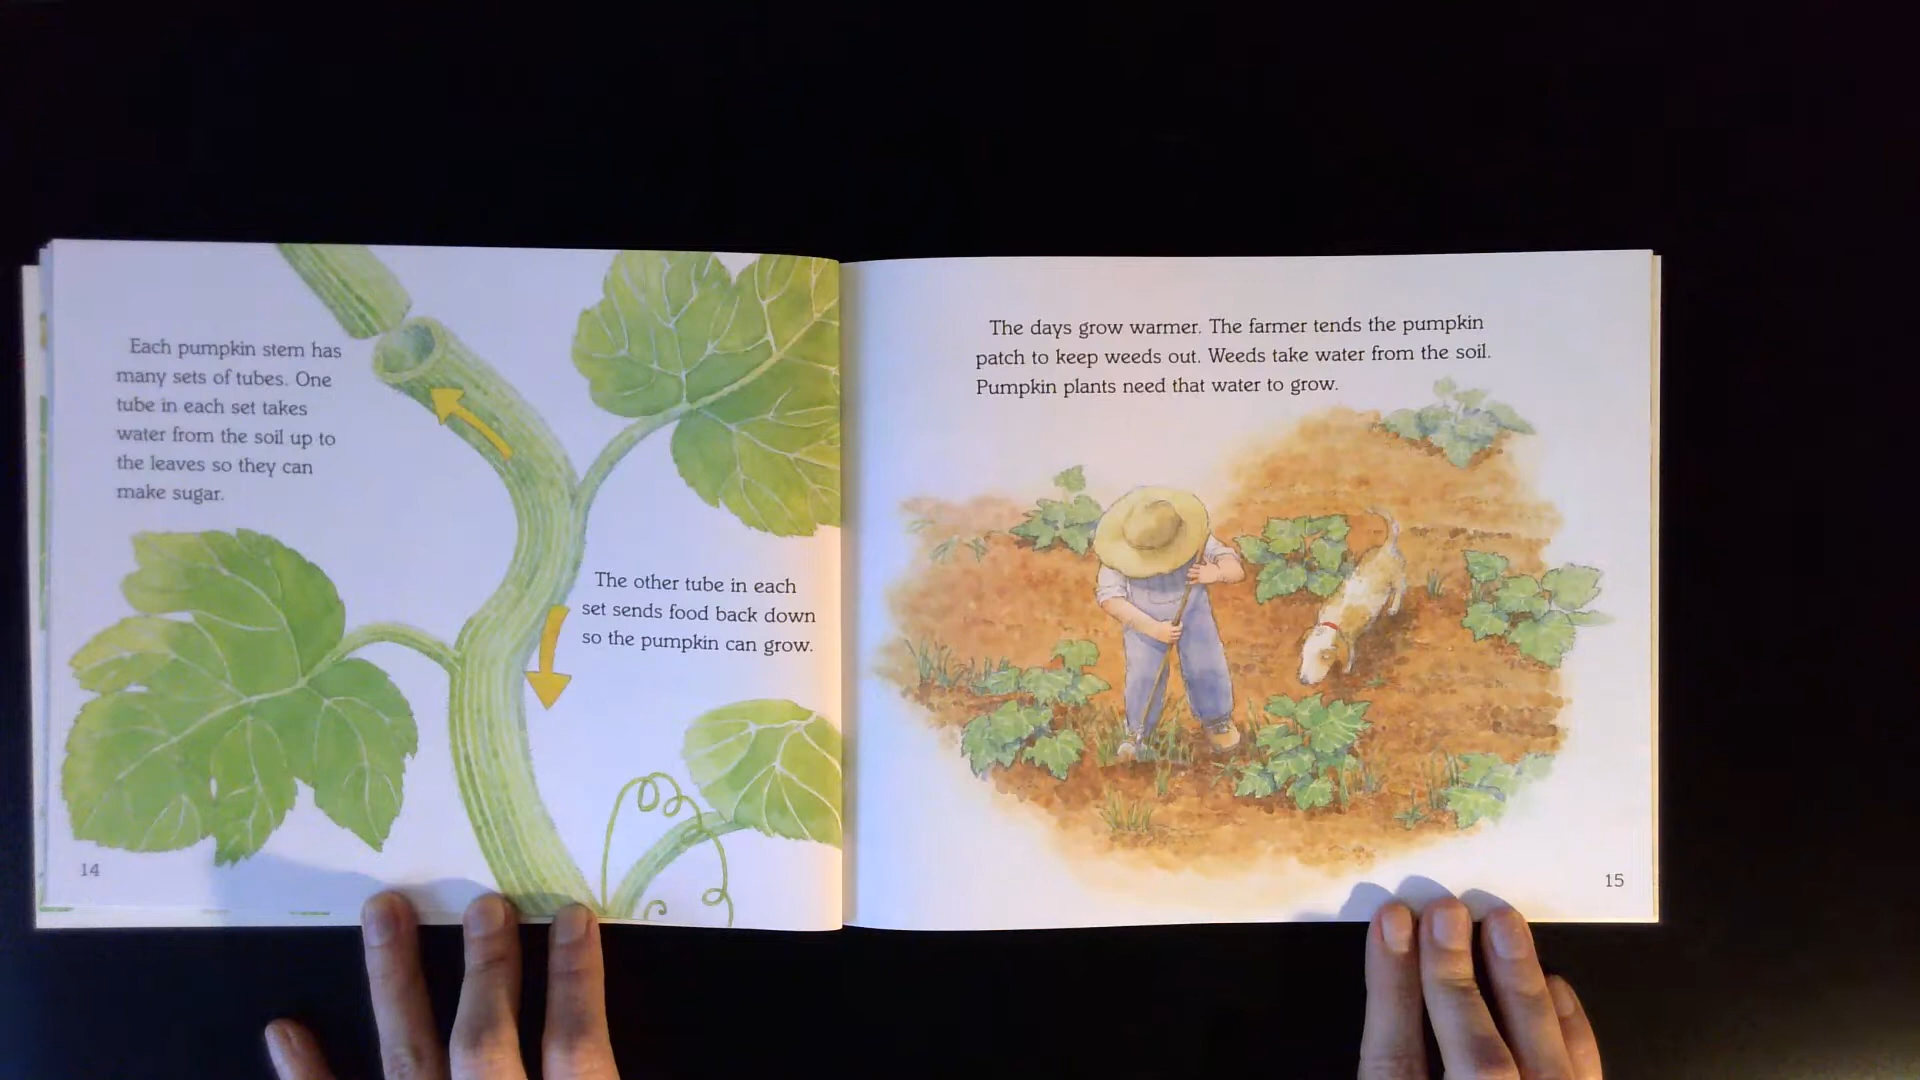 Each pumpkin stem has
many sets of tubes. One
tube in each set takes
water from the soil up to
the leaves so they can
make sugar.
The other tube in each
set sends food back down
so the pumpkin can grow.
14
The days grow warmer. The farmer tends the pumpkin
patch to keep weeds out. Weeds take water from the soil.
Pumpkin plants need that water to grow.
15